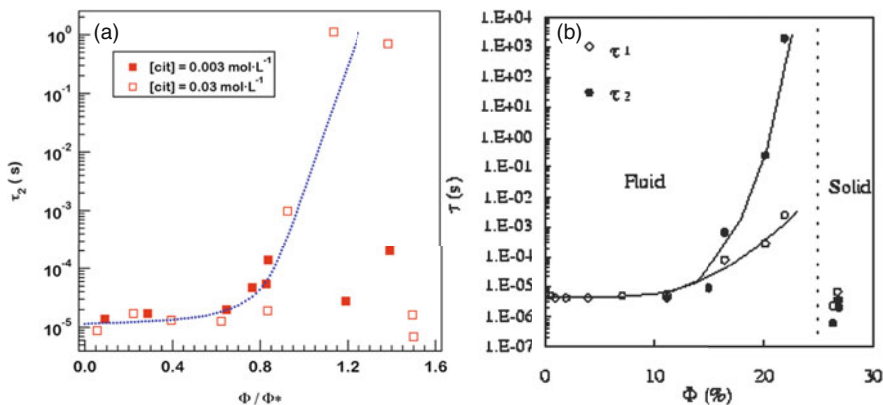 (a)
[cit] = 0.003 mol·L⁻¹
[cit] = 0.03 mol·L⁻¹
10⁰
10⁻¹
10⁻²
10⁻³
10⁻⁴
10⁻⁵
τ₂ (s)
0.0 0.4 0.8 1.2 1.6
Φ/Φ*
(b)
1.E+04
1.E+03
1.E+02
1.E+01
1.E+00
1.E-01
1.E-02
1.E-03
1.E-04
1.E-05
1.E-06
1.E-07
τ (s)
τ1
τ2
Fluid
Solid
0 10 20 30
Φ (%)